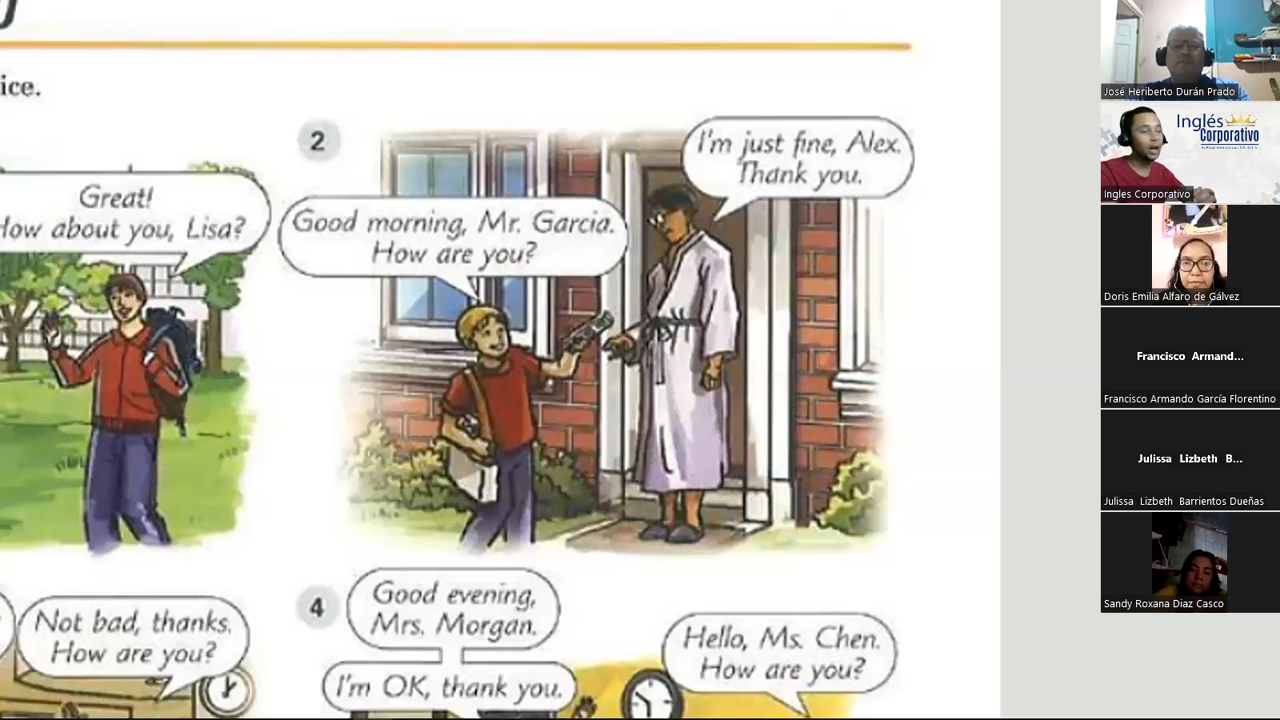 ice.
Great!
How about you, Lisa?
2
I'm just fine, Alex.
Thank you.
Good morning, Mr. Garcia.
How are you?
Not bad, thanks.
How are you?
4
Good evening,
Mrs. Morgan.
I'm OK, thank you.
Hello, Ms. Chen.
How are you?
José Heriberto Durán Prado
Inglés
Corporativo
Ingles Corporativo
Doris Emilia Alfaro de Gálvez
Francisco Armand...
Francisco Armando García Florentino
Julissa Lizbeth B...
Julissa Lizbeth Barrientos Dueñas
Sandy Roxana Diaz Casco